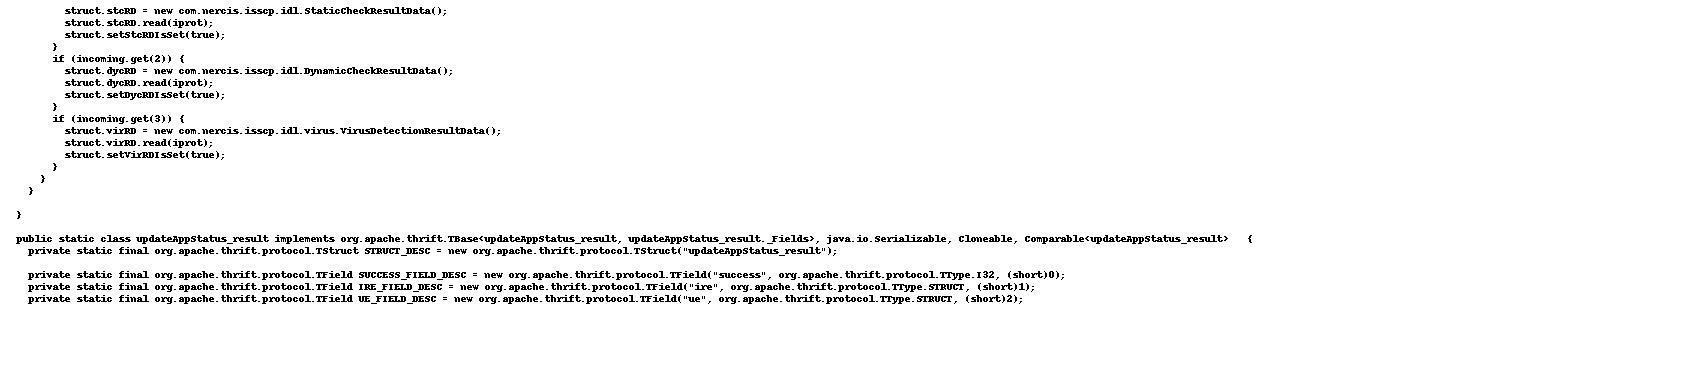 struct.stcRD = new com.nercis.isscp.idl.StaticCheckResultData();
struct.stcRD.read(iprot);
struct.setStcRDIsSet(true);
}
if (incoming.get(2)) {
struct.dycRD = new com.nercis.isscp.idl.DynamicCheckResultData();
struct.dycRD.read(iprot);
struct.setDycRDIsSet(true);
}
if (incoming.get(3)) {
struct.virRD = new com.nercis.isscp.idl.virus.VirusDetectionResultData();
struct.virRD.read(iprot);
struct.setVirRDIsSet(true);
}
}
}
}
public static class updateAppStatus_result implements org.apache.thrift.TBase<updateAppStatus_result, updateAppStatus_result._Fields>, java.io.Serializable, Cloneable, Comparable<updateAppStatus_result>   {
private static final org.apache.thrift.protocol.TStruct STRUCT_DESC = new org.apache.thrift.protocol.TStruct("updateAppStatus_result");
private static final org.apache.thrift.protocol.TField SUCCESS_FIELD_DESC = new org.apache.thrift.protocol.TField("success", org.apache.thrift.protocol.TType.I32, (short)0);
private static final org.apache.thrift.protocol.TField IRE_FIELD_DESC = new org.apache.thrift.protocol.TField("ire", org.apache.thrift.protocol.TType.STRUCT, (short)1);
private static final org.apache.thrift.protocol.TField UE_FIELD_DESC = new org.apache.thrift.protocol.TField("ue", org.apache.thrift.protocol.TType.STRUCT, (short)2);